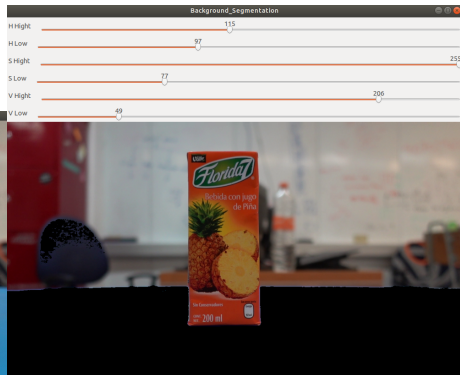 Background_Segmentation
115
H Hight
97
H Low
255
S Hight
77
S Low
206
V Hight
49
V Low
Florida7
Bebida con jugo
de Piña
200 ml